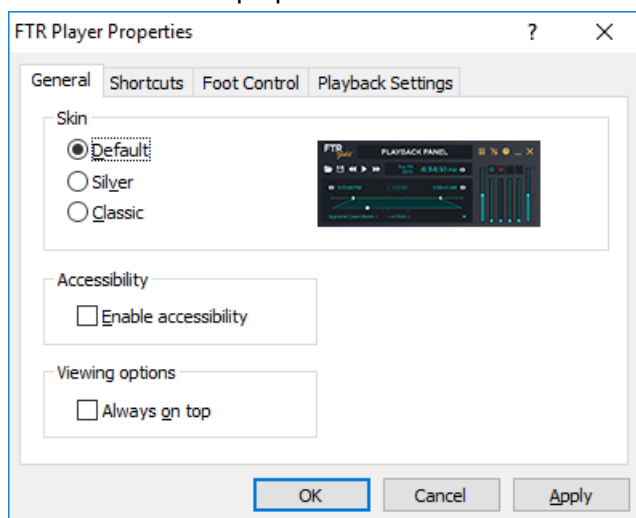 FTR Player Properties ?
General Shortcuts Foot Control Playback Settings
Skin
Default
Silver
Classic
FTR Gold PLAYBACK PANEL
Accessibility
Enable accessibility
Viewing options
Always on top
OK Cancel Apply